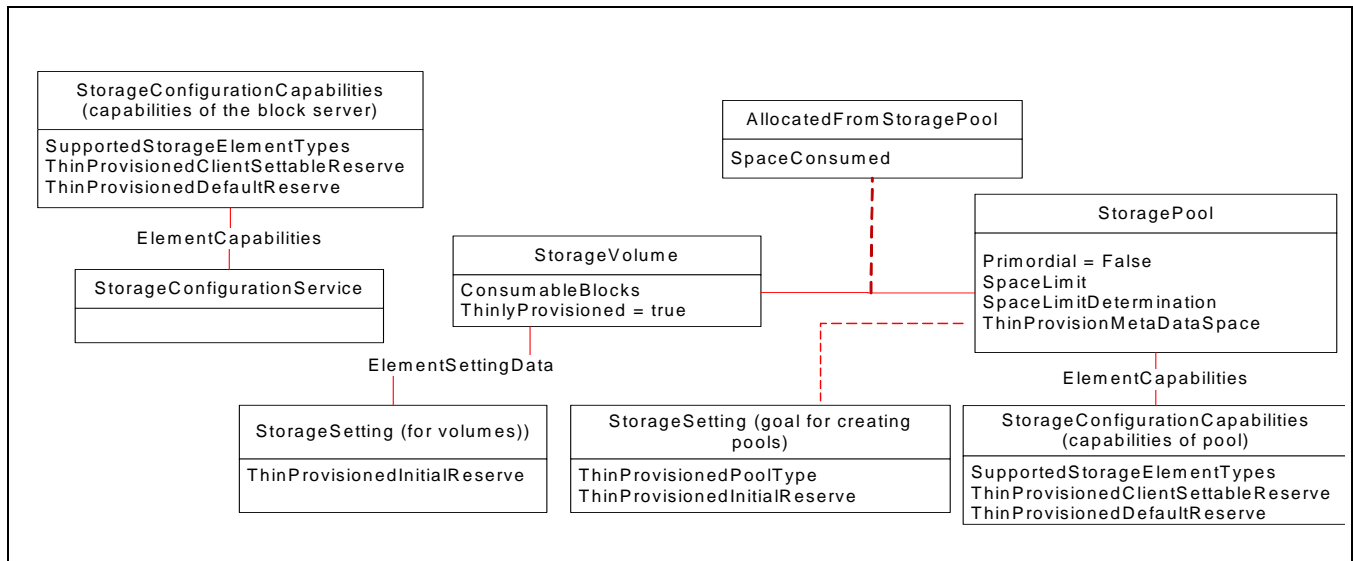 StorageConfigurationCapabilities
(capabilities of the block server)
SupportedStorageElementTypes
ThinProvisionedClientSettableReserve
ThinProvisionedDefaultReserve
ElementCapabilities
StorageConfigurationService
AllocatedFromStoragePool
SpaceConsumed
StorageVolume
ConsumableBlocks
ThinlyProvisioned = true
StoragePool
Primordial = False
SpaceLimit
SpaceLimitDetermination
ThinProvisionMetaDataSpace
ElementSettingData
ElementCapabilities
StorageSetting (for volumes))
ThinProvisionedInitialReserve
StorageSetting (goal for creating
pools)
ThinProvisionedPoolType
ThinProvisionedInitialReserve
StorageConfigurationCapabilities
(capabilities of pool)
SupportedStorageElementTypes
ThinProvisionedClientSettableReserve
ThinProvisionedDefaultReserve